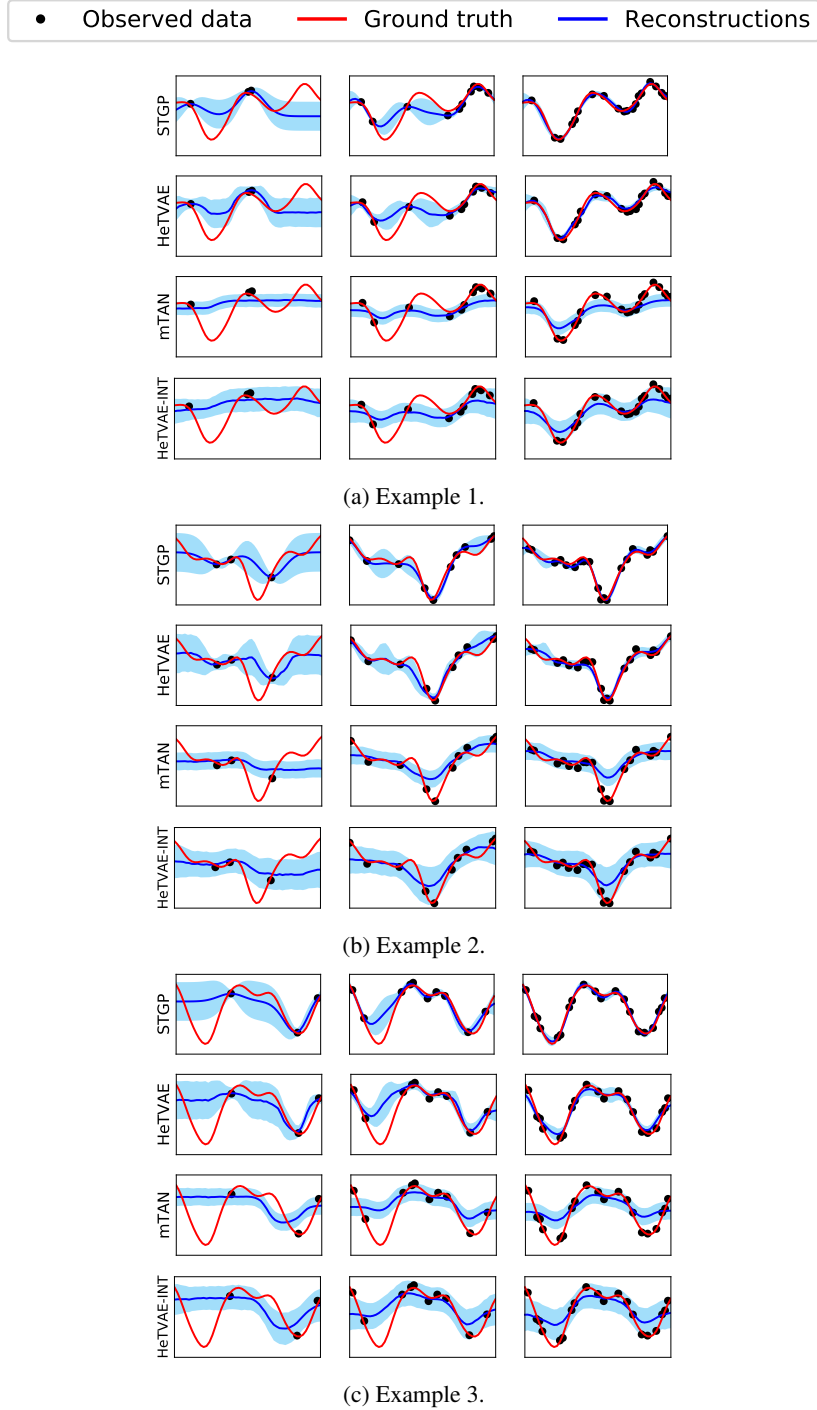 Observed data Ground truth Reconstructions
STGP
HeTVAE
mTAN
HeTVAE-INT
(a) Example 1.
STGP
HeTVAE
mTAN
HeTVAE-INT
(b) Example 2.
STGP
HeTVAE
mTAN
HeTVAE-INT
(c) Example 3.